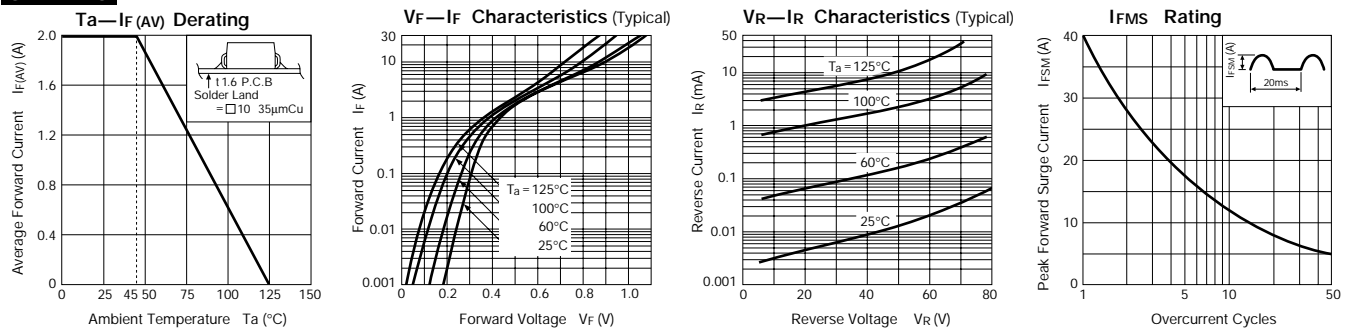 Ta—IF (AV) Derating
Average Forward Current IF(AV) (A)
2.0
1.6
1.2
0.8
0.4
0
t1.6 P.C.B
Solder Land
=□10 35µmCu
0 25 45 50 75 100 125 150
Ambient Temperature Ta (°C)
VF—IF Characteristics (Typical)
Forward Current IF (A)
30
10
1
0.1
0.01
0.001
Ta = 125°C
100°C
60°C
25°C
0 0.2 0.4 0.6 0.8 1.0
Forward Voltage VF (V)
VR—IR Characteristics (Typical)
Reverse Current IR (mA)
50
10
1
0.1
0.01
0.001
Ta = 125°C
100°C
60°C
25°C
0 20 40 60 80
Reverse Voltage VR (V)
IFMS Rating
Peak Forward Surge Current IFSM (A)
40
30
20
10
0
IFSM (A)
20ms
1 5 10 50
Overcurrent Cycles